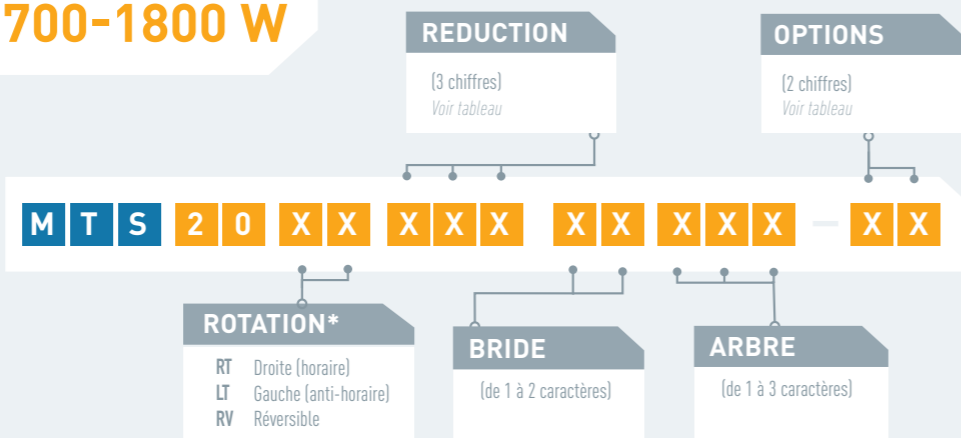 700-1800 W
REDUCTION
(3 chiffres)
Voir tableau
OPTIONS
(2 chiffres)
Voir tableau
M T S 2 0 X X X X X X X X X X – X X
ROTATION*
RT Droite (horaire)
LT Gauche (anti-horaire)
RV Réversible
BRIDE
(de 1 à 2 caractères)
ARBRE
(de 1 à 3 caractères)